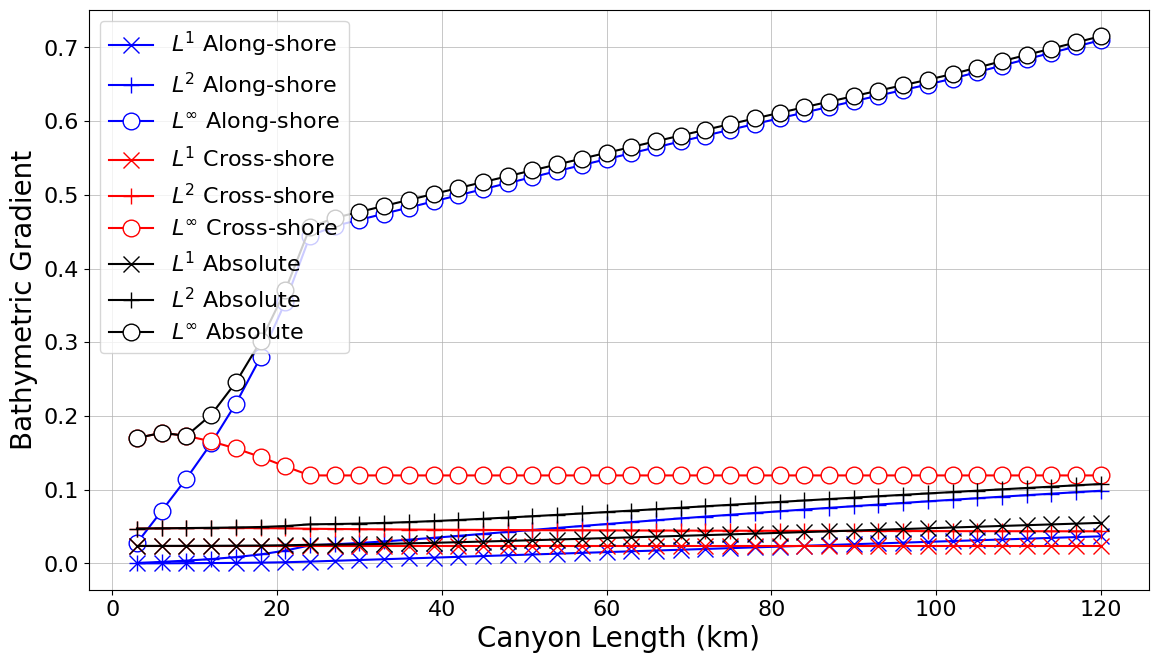 L¹ Along-shore
L² Along-shore
L∞ Along-shore
L¹ Cross-shore
L² Cross-shore
L∞ Cross-shore
L¹ Absolute
L² Absolute
L∞ Absolute
Bathymetric Gradient
0.7
0.6
0.5
0.4
0.3
0.2
0.1
0.0
0 20 40 60 80 100 120
Canyon Length (km)